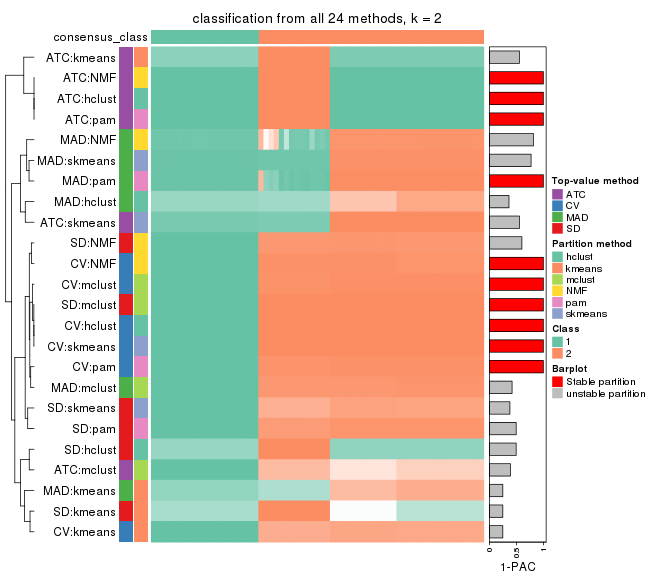 classification from all 24 methods, k = 2
consensus_class
ATC:kmeans
ATC:NMF
ATC:hclust
ATC:pam
MAD:NMF
MAD:skmeans
MAD:pam
MAD:hclust
ATC:skmeans
SD:NMF
CV:NMF
CV:mclust
SD:mclust
CV:hclust
CV:skmeans
CV:pam
MAD:mclust
SD:skmeans
SD:pam
SD:hclust
ATC:mclust
MAD:kmeans
SD:kmeans
CV:kmeans
0
0.5
1
1-PAC
Top-value method
ATC
CV
MAD
SD
Partition method
hclust
kmeans
mclust
NMF
pam
skmeans
Class
1
2
Barplot
Stable partition
unstable partition